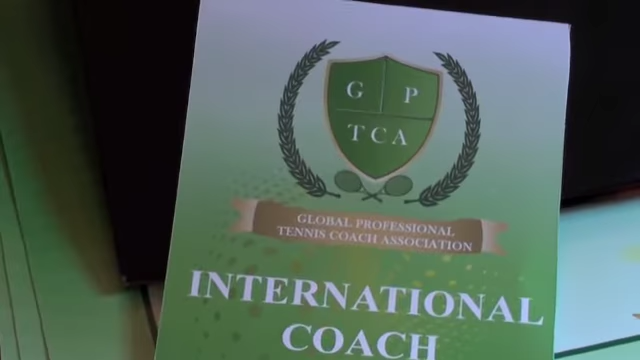 G P
TCA
GLOBAL PROFESSIONAL
TENNIS COACH ASSOCIATION
INTERNATIONAL
COACH